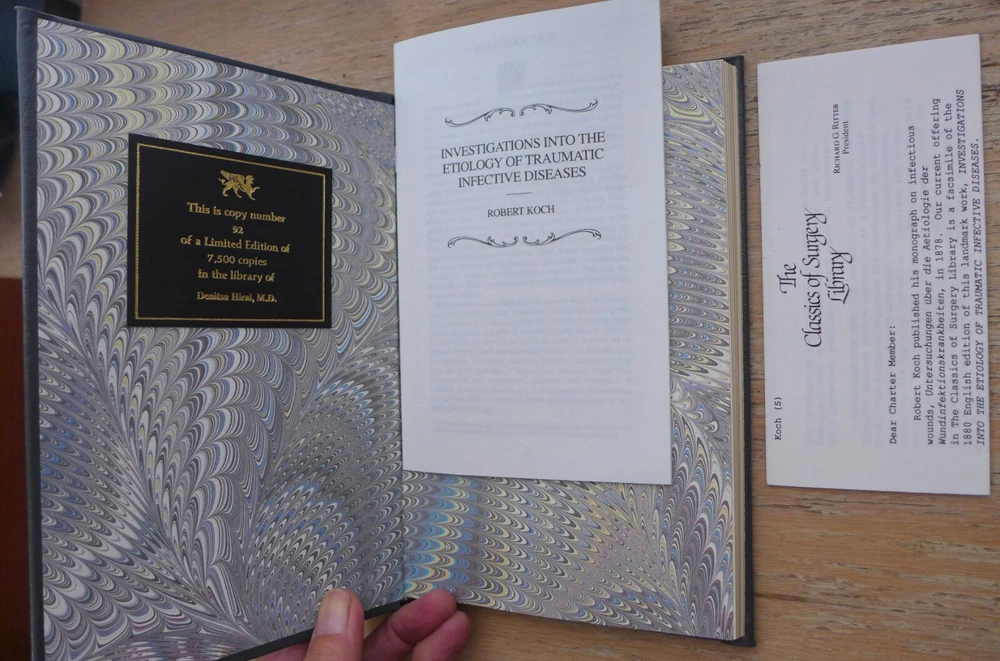 This is copy number
92
of a Limited Edition of
7,500 copies
in the library of
Denitsu Hirai, M.D.
INVESTIGATIONS INTO THE
ETIOLOGY OF TRAUMATIC
INFECTIVE DISEASES
ROBERT KOCH
Koch (S)
The
Classics of Surgery
Library
RICHARD G. RITTER
President
Dear Charter Member:
Robert Koch published his monograph on infectious
wounds, Untersuchungen über die Aetiologie der
Wundinfektionskrankheiten, in 1878. Our current offering
in The Classics of Surgery Library is a facsimile of the
1880 English edition of this landmark work, INVESTIGATIONS
INTO THE ETIOLOGY OF TRAUMATIC INFECTIVE DISEASES.